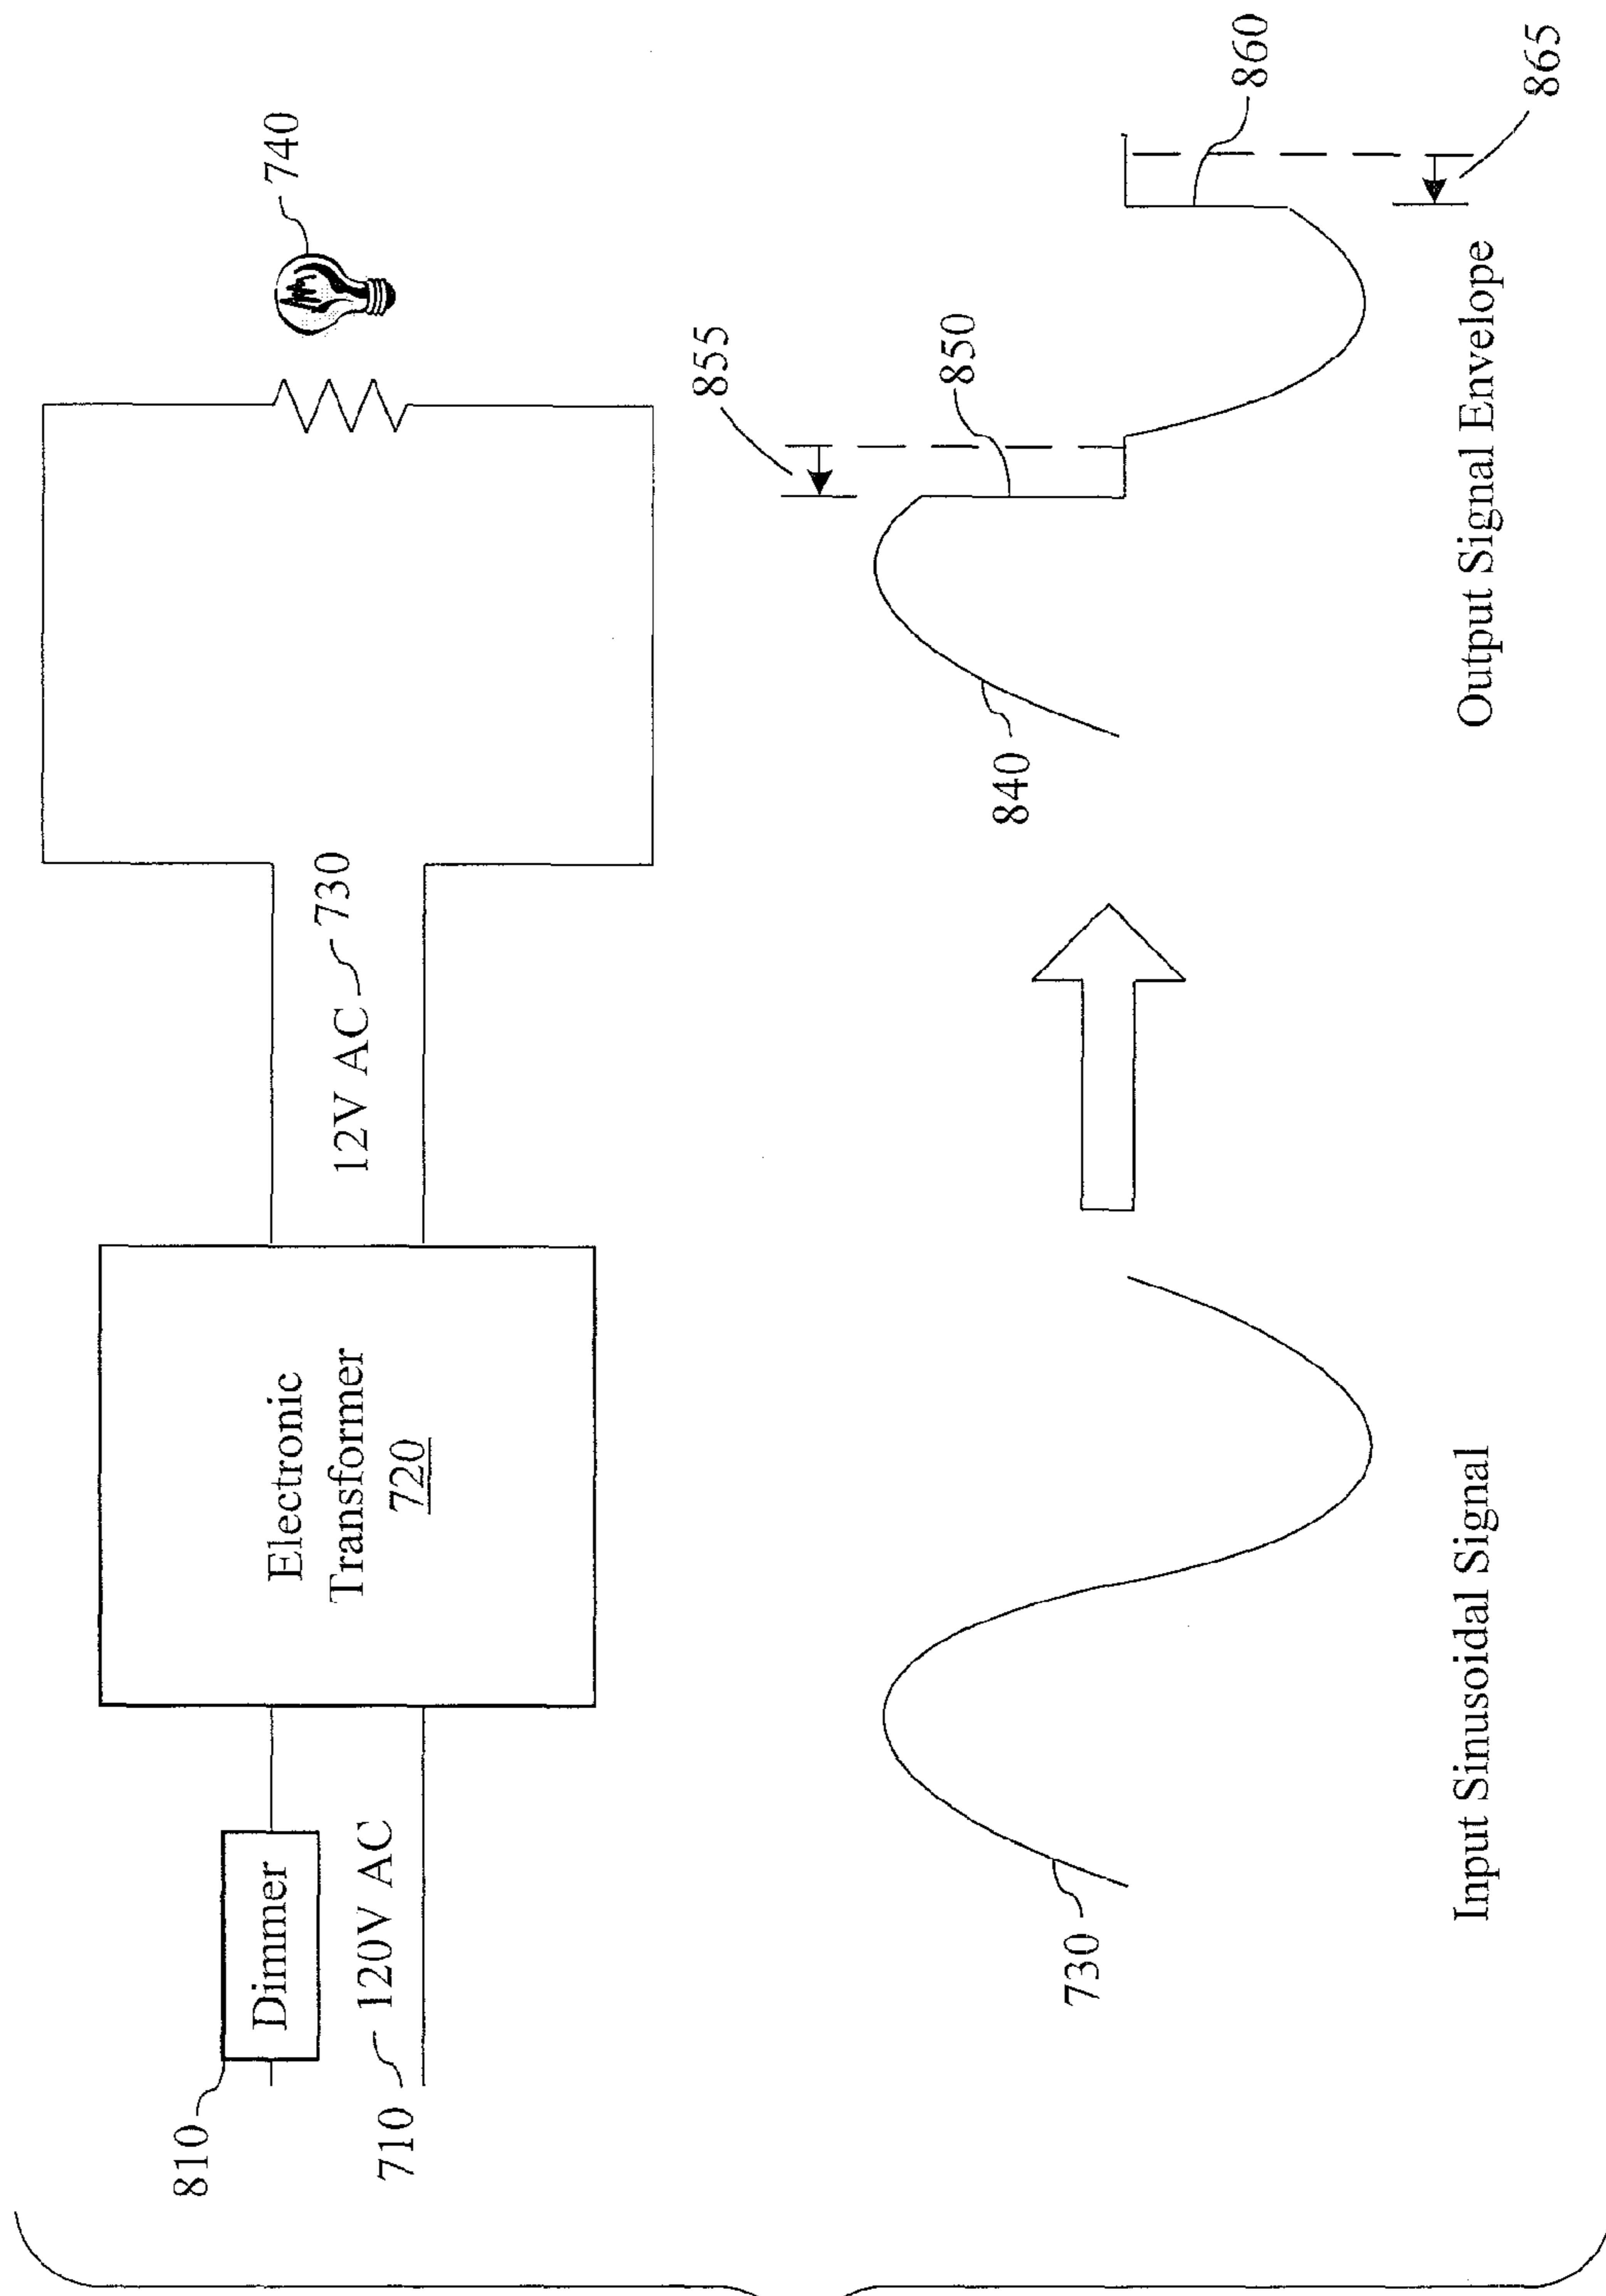 810
Dimmer
710
120V AC
Electronic
Transformer
720
12V AC
730
740
730
Input Sinusoidal Signal
840
855
850
860
865
Output Signal Envelope